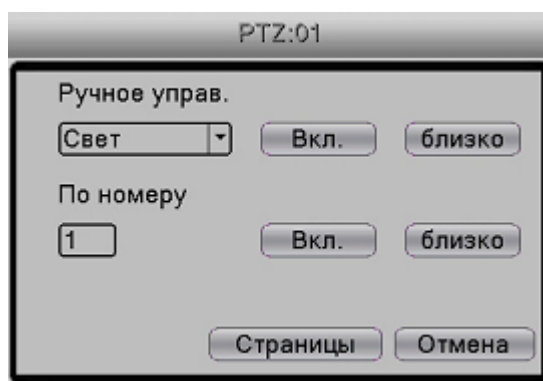 PTZ:01
Ручное управ.
Свет Вкл. близко
По номеру
1 Вкл. близко
Страницы Отмена